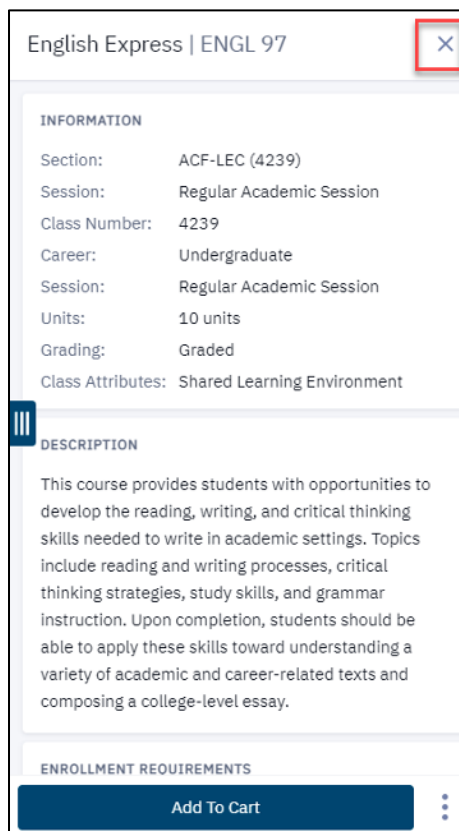 English Express | ENGL 97
INFORMATION
Section: ACF-LEC (4239)
Session: Regular Academic Session
Class Number: 4239
Career: Undergraduate
Session: Regular Academic Session
Units: 10 units
Grading: Graded
Class Attributes: Shared Learning Environment
DESCRIPTION
This course provides students with opportunities to
develop the reading, writing, and critical thinking
skills needed to write in academic settings. Topics
include reading and writing processes, critical
thinking strategies, study skills, and grammar
instruction. Upon completion, students should be
able to apply these skills toward understanding a
variety of academic and career-related texts and
composing a college-level essay.
ENROLLMENT REQUIREMENTS
Add To Cart